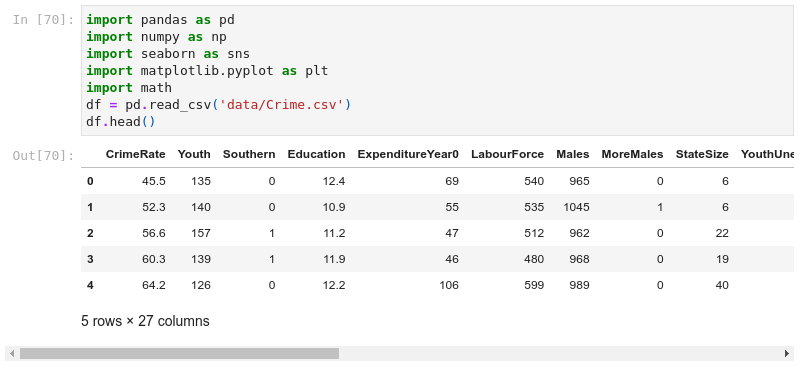 In [70]:
import pandas as pd
import numpy as np
import seaborn as sns
import matplotlib.pyplot as plt
import math
df = pd.read_csv('data/Crime.csv')
df.head()
Out[70]:
CrimeRate Youth Southern Education ExpenditureYear0 LabourForce Males MoreMales StateSize YouthUne
0 45.5 135 0 12.4 69 540 965 0 6
1 52.3 140 0 10.9 55 535 1045 1 6
2 56.6 157 1 11.2 47 512 962 0 22
3 60.3 139 1 11.9 46 480 968 0 19
4 64.2 126 0 12.2 106 599 989 0 40
5 rows × 27 columns